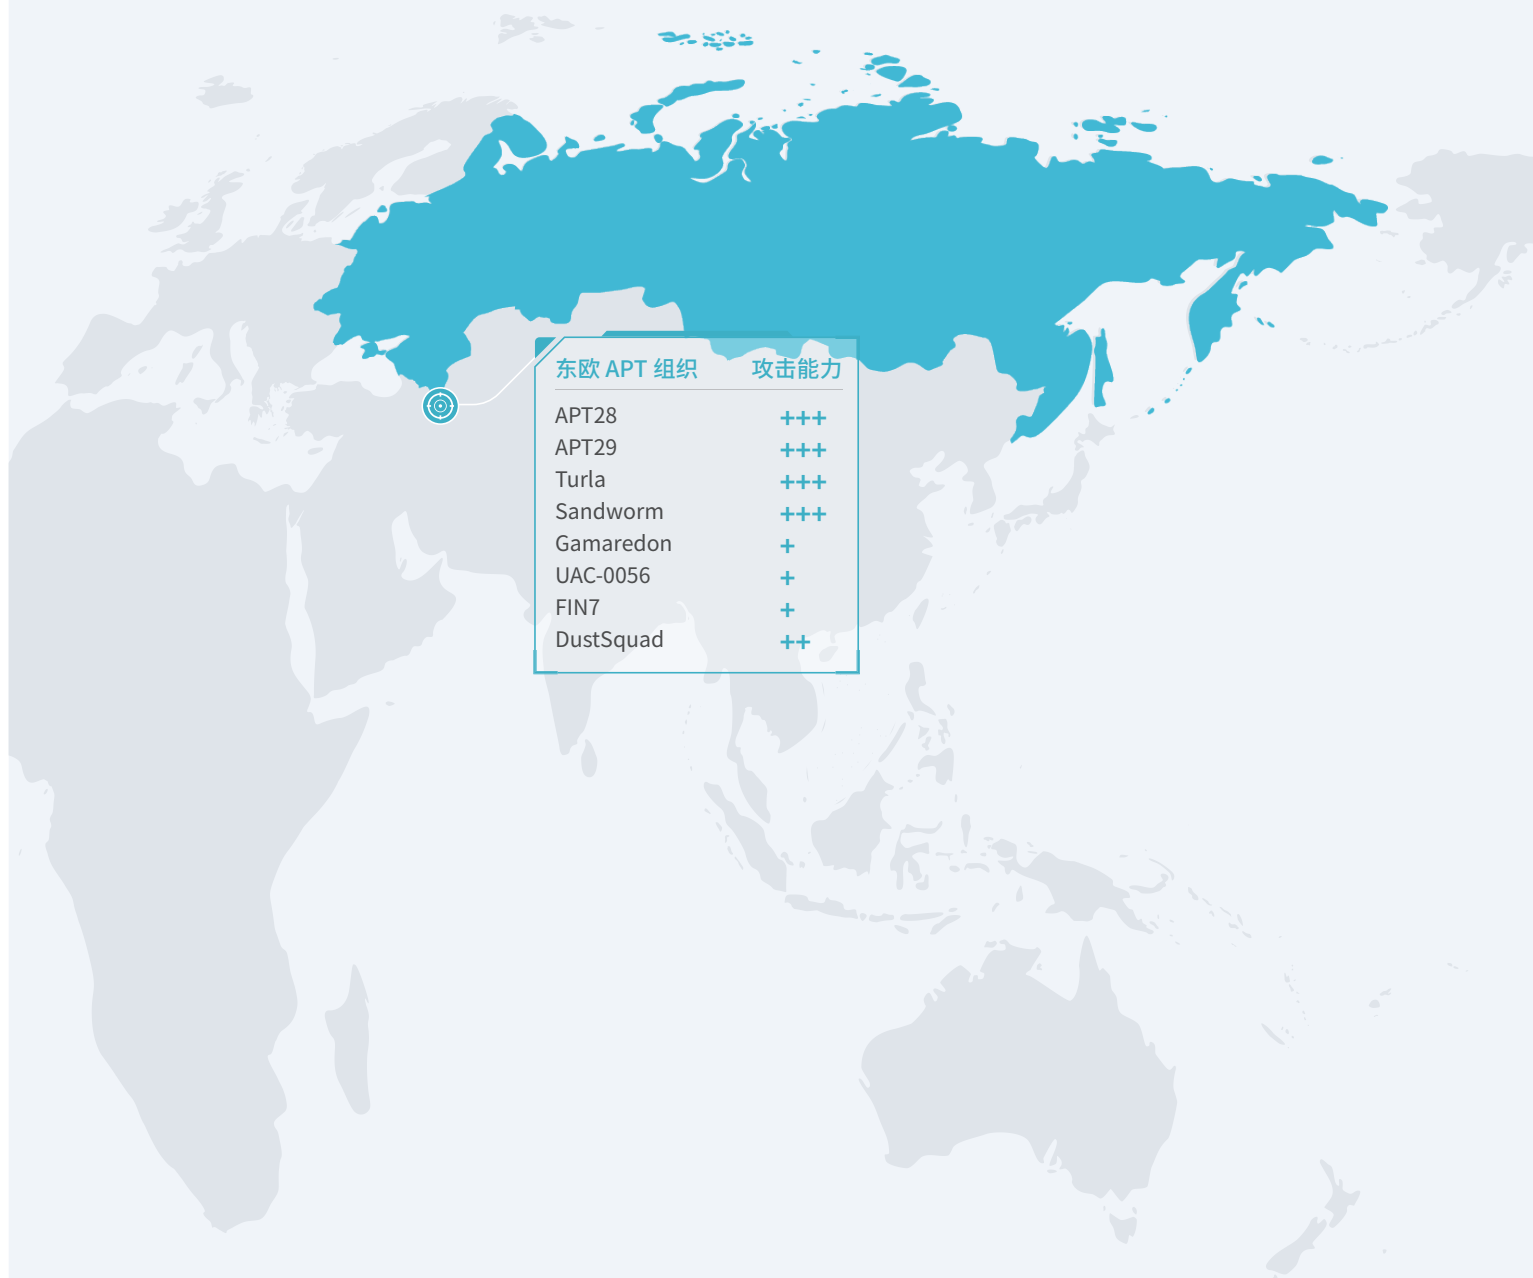 东欧 APT 组织 攻击能力
APT28 +++
APT29 +++
Turla +++
Sandworm +++
Gamaredon +
UAC-0056 +
FIN7 +
DustSquad ++